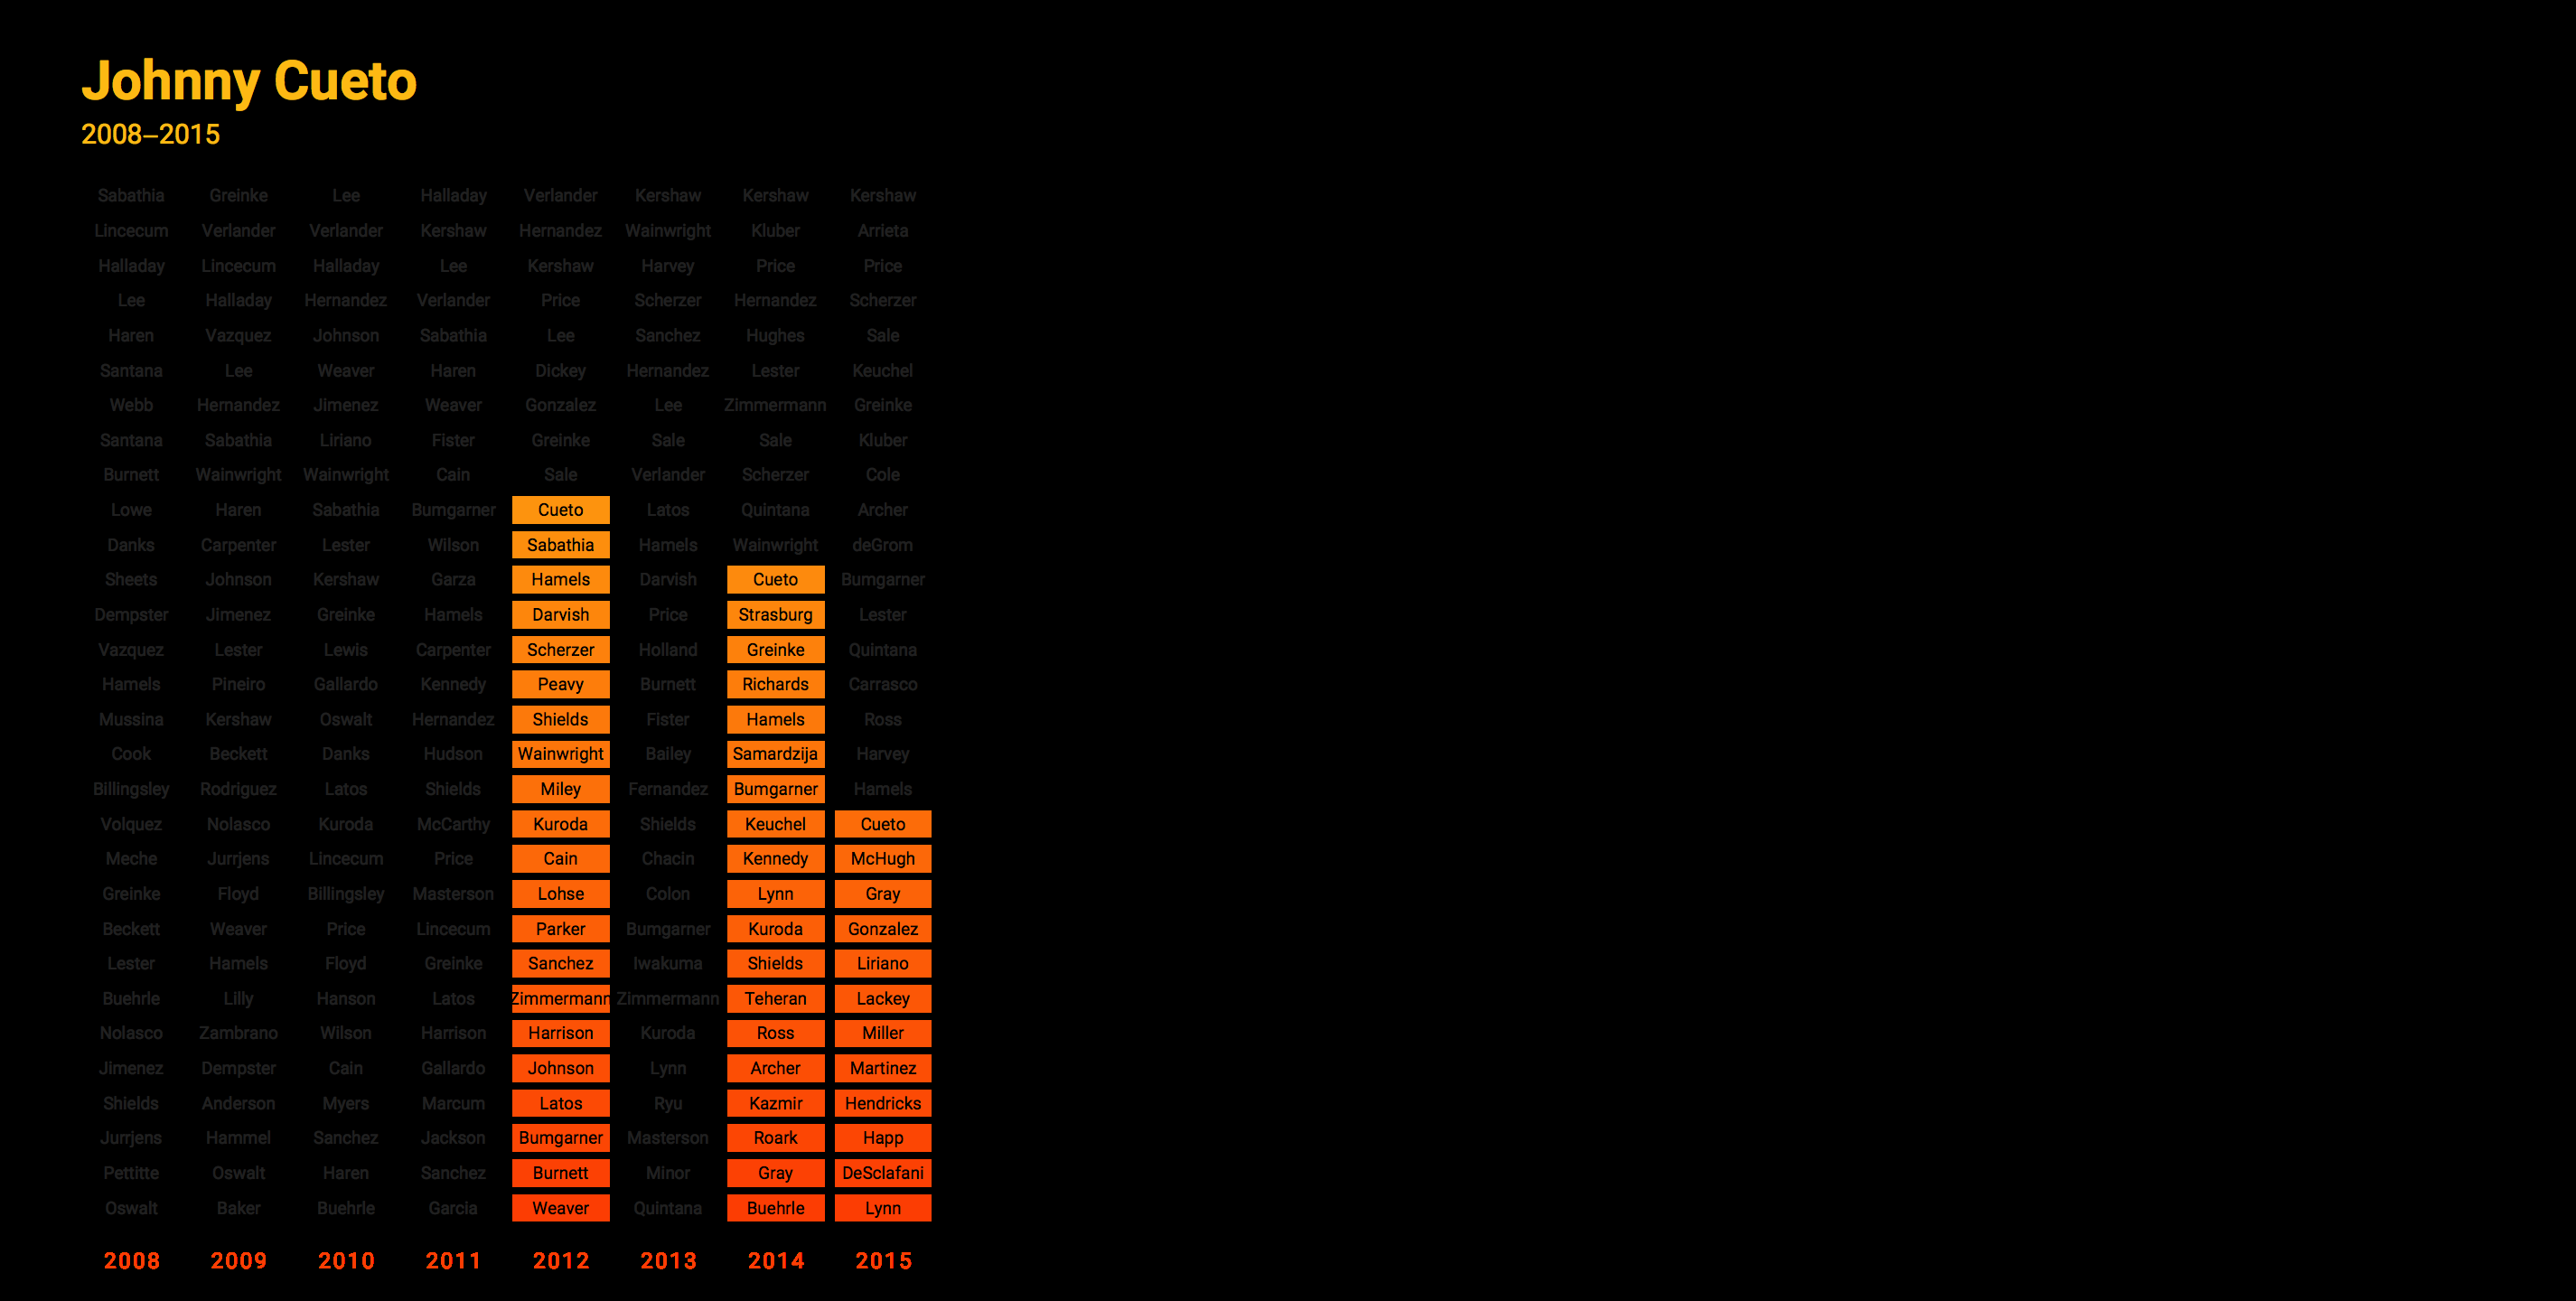 Johnny Cueto
2008–2015
Sabathia Greinke Lee Halladay Verlander Kershaw Kershaw Kershaw
Lincecum Verlander Verlander Kershaw Hernandez Wainwright Kluber Arrieta
Halladay Lincecum Halladay Lee Kershaw Harvey Price Price
Lee Halladay Hernandez Verlander Price Scherzer Hernandez Scherzer
Haren Vazquez Johnson Sabathia Lee Sanchez Hughes Sale
Santana Lee Weaver Haren Dickey Hernandez Lester Keuchel
Webb Hernandez Jimenez Weaver Gonzalez Lee Zimmermann Greinke
Santana Sabathia Liriano Fister Greinke Sale Sale Kluber
Burnett Wainwright Wainwright Cain Sale Verlander Scherzer Cole
Lowe Haren Sabathia Bumgarner Cueto Latos Quintana Archer
Danks Carpenter Lester Wilson Sabathia Hamels Wainwright deGrom
Sheets Johnson Kershaw Garza Hamels Darvish Cueto Bumgarner
Dempster Jimenez Greinke Hamels Darvish Price Strasburg Lester
Vazquez Lester Lewis Carpenter Scherzer Holland Greinke Quintana
Hamels Pineiro Gallardo Kennedy Peavy Burnett Richards Carrasco
Mussina Kershaw Oswalt Hernandez Shields Fister Hamels Ross
Cook Beckett Danks Hudson Wainwright Bailey Samardzija Harvey
Billingsley Rodriguez Latos Shields Miley Fernandez Bumgarner Hamels
Volquez Nolasco Kuroda McCarthy Kuroda Shields Keuchel Cueto
Meche Jurrjens Lincecum Price Cain Chacin Kennedy McHugh
Greinke Floyd Billingsley Masterson Lohse Colon Lynn Gray
Beckett Weaver Price Lincecum Parker Bumgarner Kuroda Gonzalez
Lester Hamels Floyd Greinke Sanchez Iwakuma Shields Liriano
Buehrle Lilly Hanson Latos Zimmermann Zimmermann Teheran Lackey
Nolasco Zambrano Wilson Harrison Harrison Kuroda Ross Miller
Jimenez Dempster Cain Gallardo Johnson Lynn Archer Martinez
Shields Anderson Myers Marcum Latos Ryu Kazmir Hendricks
Jurrjens Hammel Sanchez Jackson Bumgarner Masterson Roark Happ
Pettitte Oswalt Haren Sanchez Burnett Minor Gray DeSclafani
Oswalt Baker Buehrle Garcia Weaver Quintana Buehrle Lynn
2008 2009 2010 2011 2012 2013 2014 2015